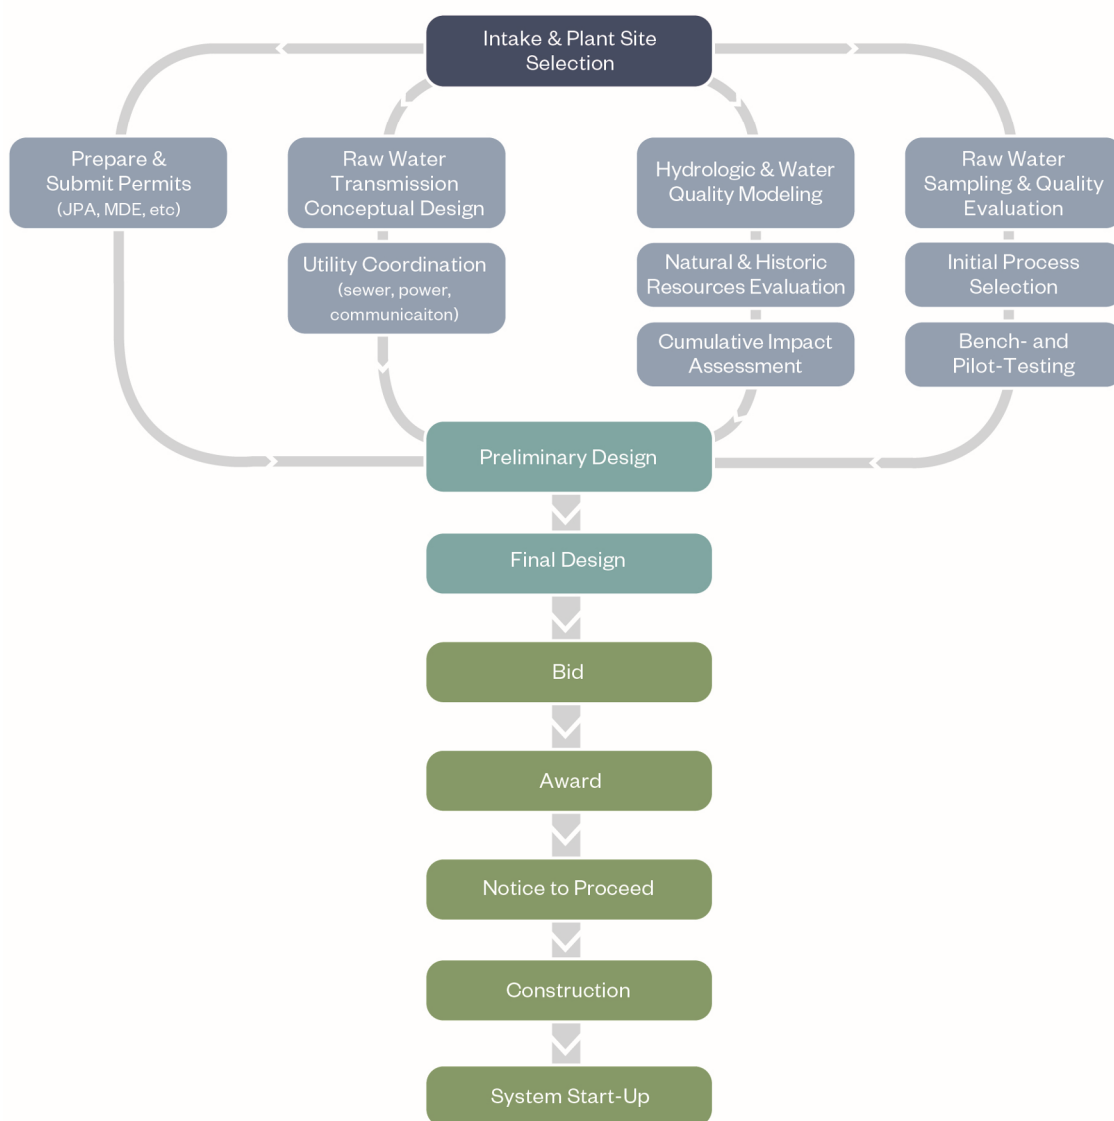 Intake & Plant Site
Selection
Prepare &
Submit Permits
(JPA, MDE, etc)
Raw Water
Transmission
Conceptual Design
Utility Coordination
(sewer, power,
communicaiton)
Hydrologic & Water
Quality Modeling
Natural & Historic
Resources Evaluation
Cumulative Impact
Assessment
Raw Water
Sampling & Quality
Evaluation
Initial Process
Selection
Bench- and
Pilot-Testing
Preliminary Design
Final Design
Bid
Award
Notice to Proceed
Construction
System Start-Up